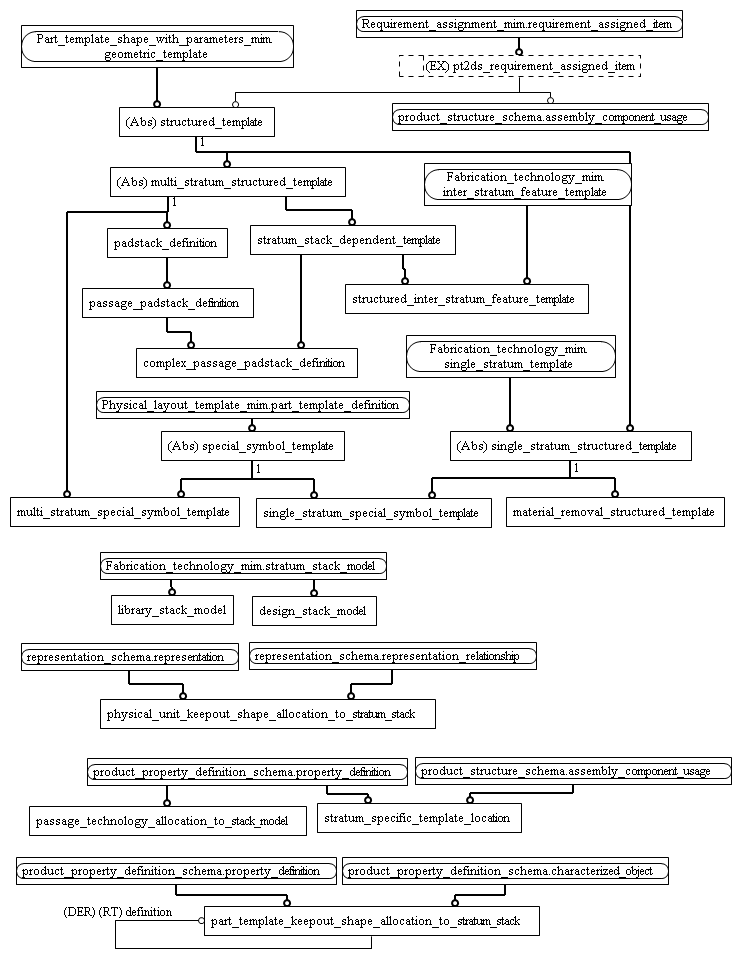 Part_template_shape_with_parameters_mim.
geometric_template
Requirement_assignment_mim.requirement_assigned_item
(EX) pt2ds_requirement_assigned_item
(Abs) structured_template
product_structure_schema.assembly_component_usage
1
(Abs) multi_stratum_structured_template
Fabrication_technology_mim.
inter_stratum_feature_template
1
padstack_definition
stratum_stack_dependent_template
passage_padstack_definition
structured_inter_stratum_feature_template
complex_passage_padstack_definition
Fabrication_technology_mim.
single_stratum_template
Physical_layout_template_mim.part_template_definition
(Abs) special_symbol_template
(Abs) single_stratum_structured_template
1
1
multi_stratum_special_symbol_template
single_stratum_special_symbol_template
material_removal_structured_template
Fabrication_technology_mim.stratum_stack_model
library_stack_model
design_stack_model
representation_schema.representation
representation_schema.representation_relationship
physical_unit_keepout_shape_allocation_to_stratum_stack
product_property_definition_schema.property_definition
product_structure_schema.assembly_component_usage
passage_technology_allocation_to_stack_model
stratum_specific_template_location
product_property_definition_schema.property_definition
product_property_definition_schema.characterized_object
(DER) (RT) definition
part_template_keepout_shape_allocation_to_stratum_stack